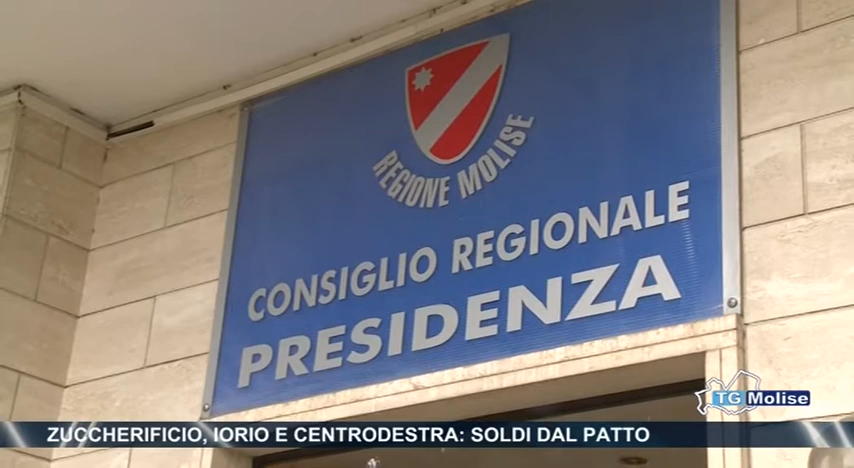 REGIONE MOLISE
CONSIGLIO REGIONALE
PRESIDENZA
TG Molise
ZUCCHERIFICIO, IORIO E CENTRODESTRA: SOLDI DAL PATTO